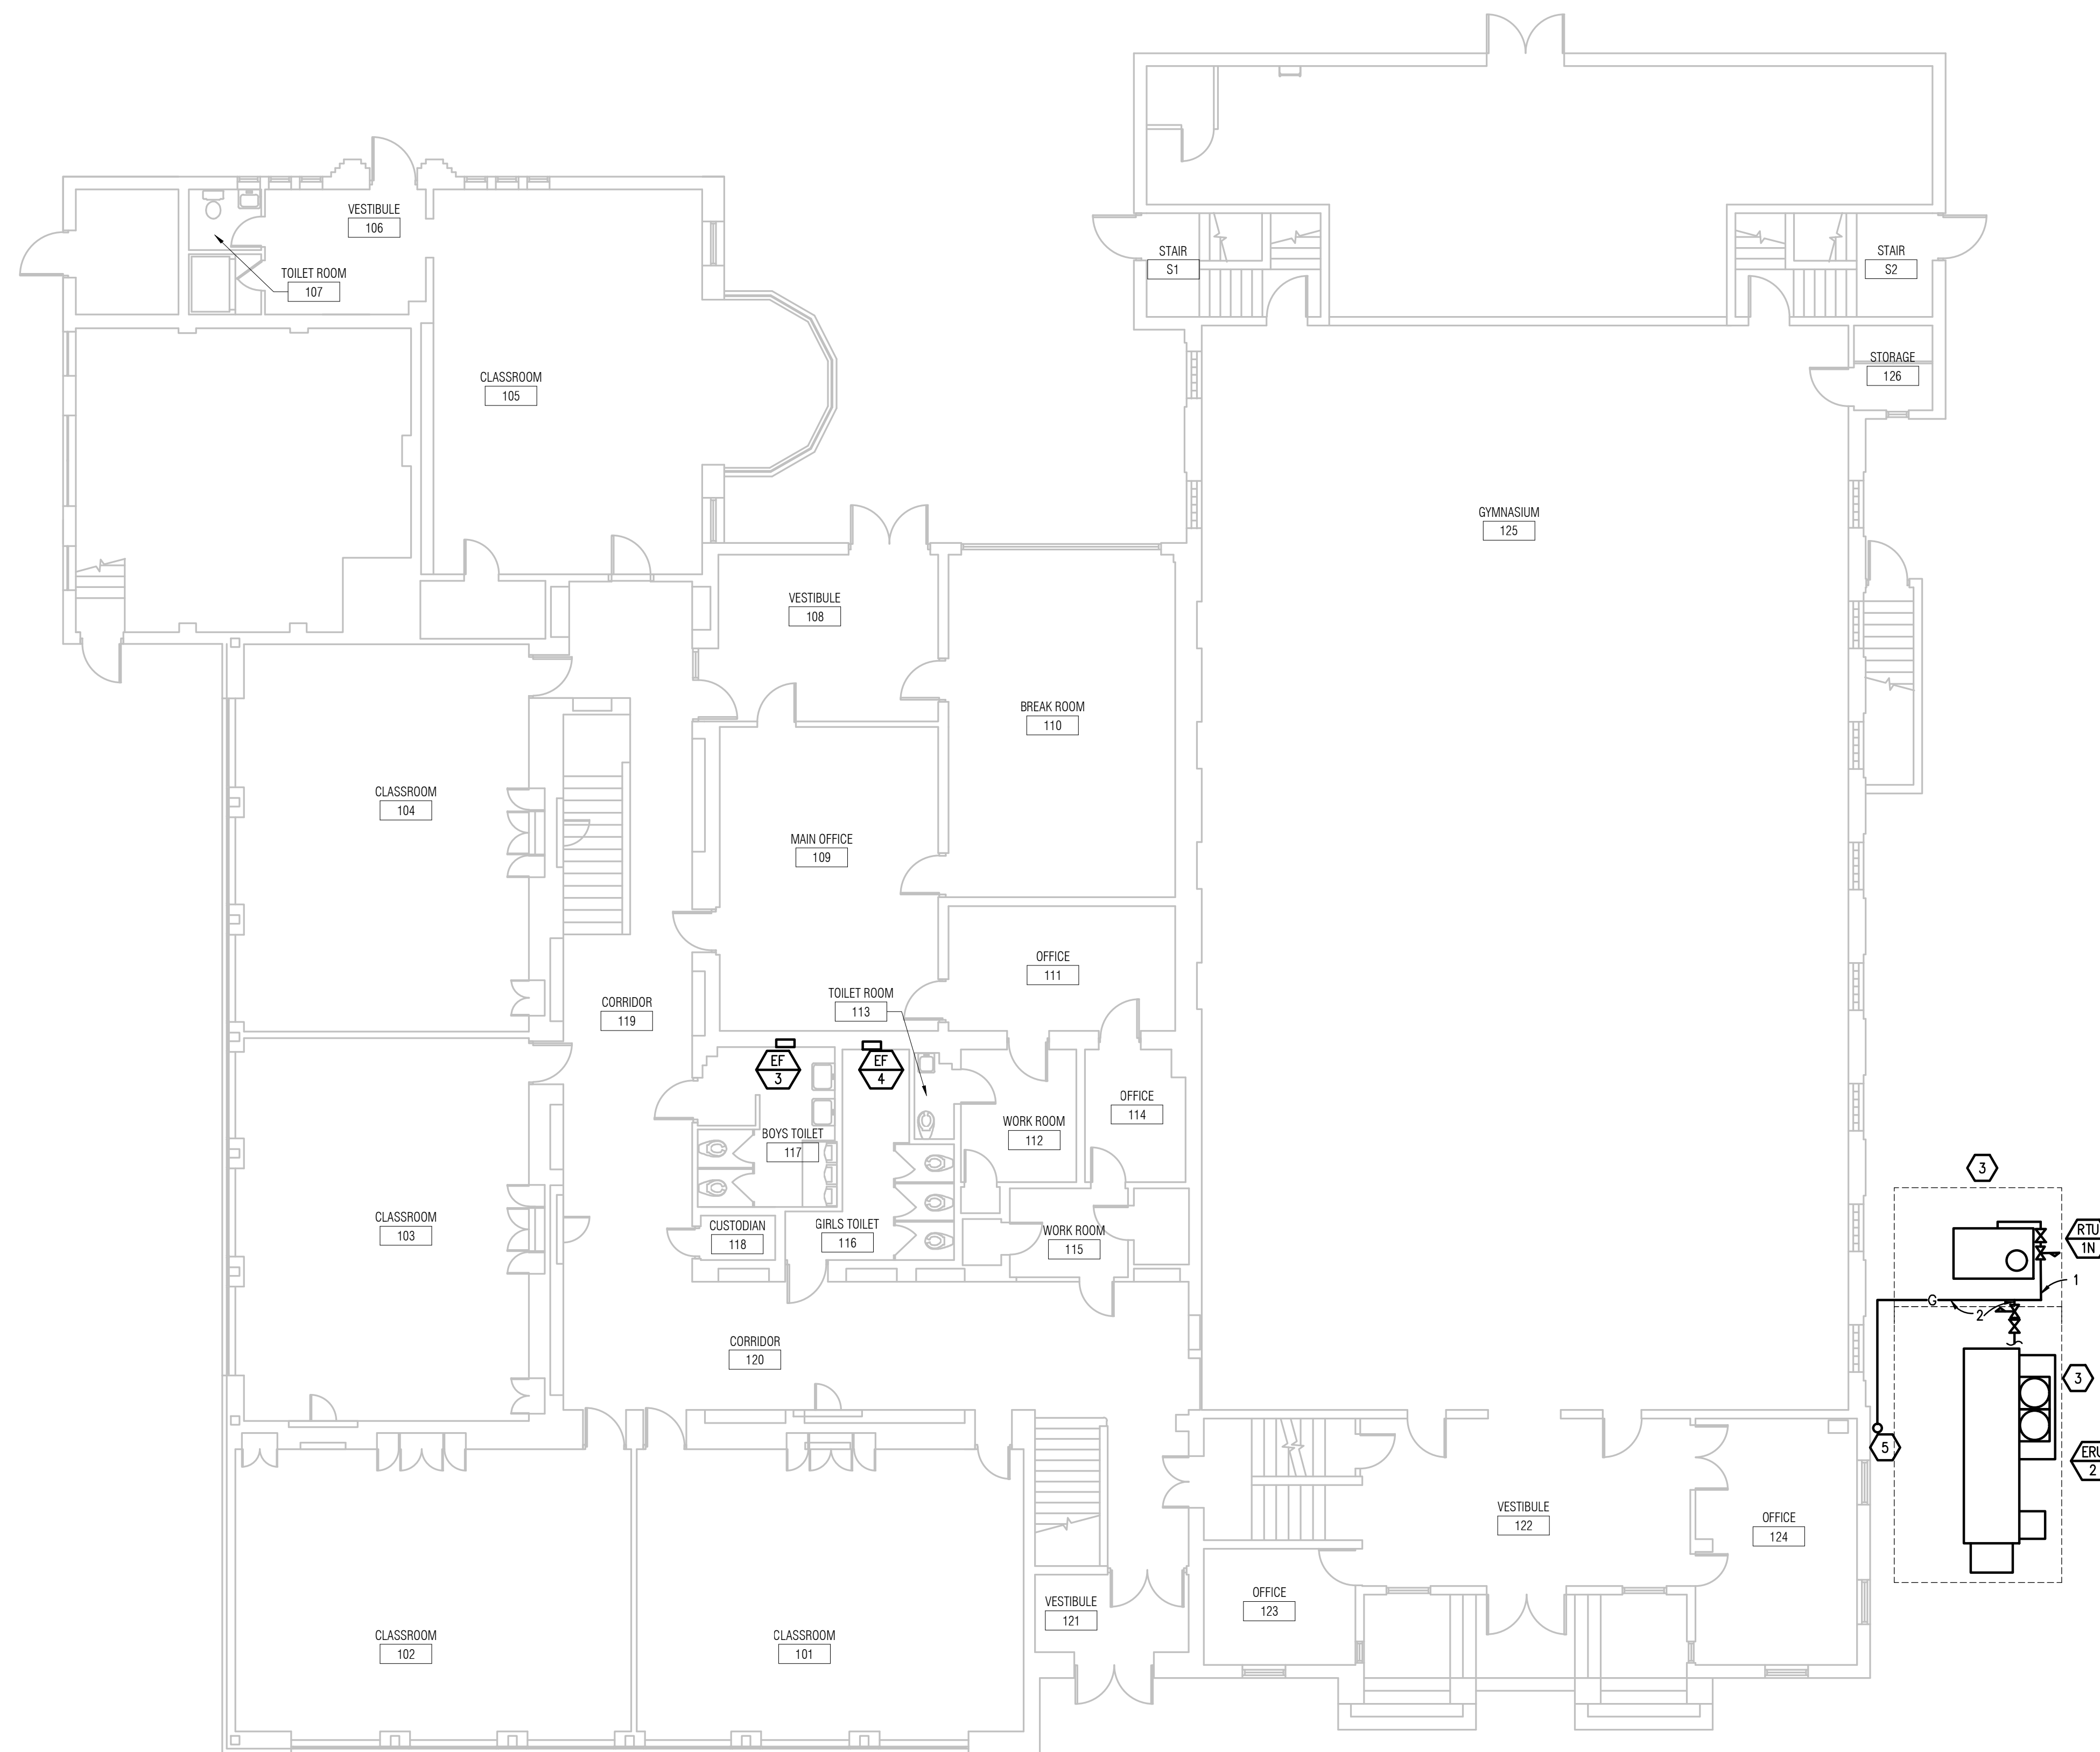 VESTIBULE
106
TOILET ROOM
107
STAIR
S1
STAIR
S2
STORAGE
126
CLASSROOM
105
GYMNASIUM
125
VESTIBULE
108
BREAK ROOM
110
CLASSROOM
104
MAIN OFFICE
109
OFFICE
111
TOILET ROOM
113
CORRIDOR
119
EF
3
EF
4
OFFICE
114
WORK ROOM
112
BOYS TOILET
117
CLASSROOM
103
CUSTODIAN
118
GIRLS TOILET
116
WORK ROOM
115
3
RTU
1N
1
G
2
CORRIDOR
120
3
5
ERU
2
VESTIBULE
122
OFFICE
124
OFFICE
123
VESTIBULE
121
CLASSROOM
102
CLASSROOM
101